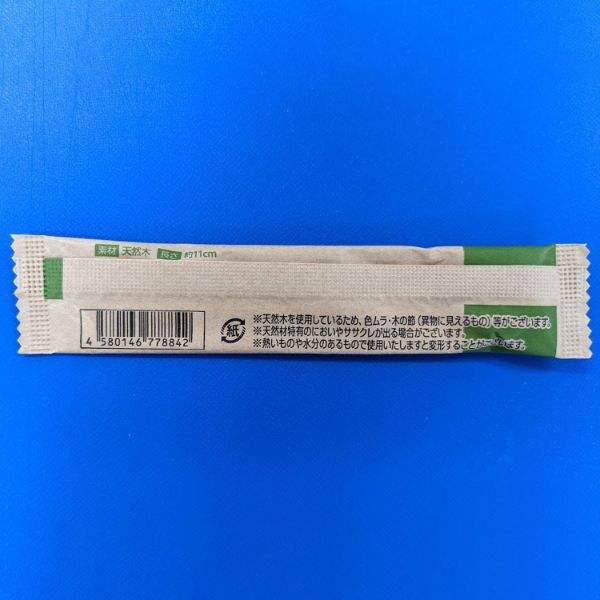 素材 天然木 長さ 約11cm
※天然木を使用しているため、色ムラ・木の節（異物に見えるもの）等がございます。
※天然材特有のにおいやササクレが出る場合がございます。
※熱いものや水分のあるもので使用いたしますと変形することがございます。
紙
4 580146 778842